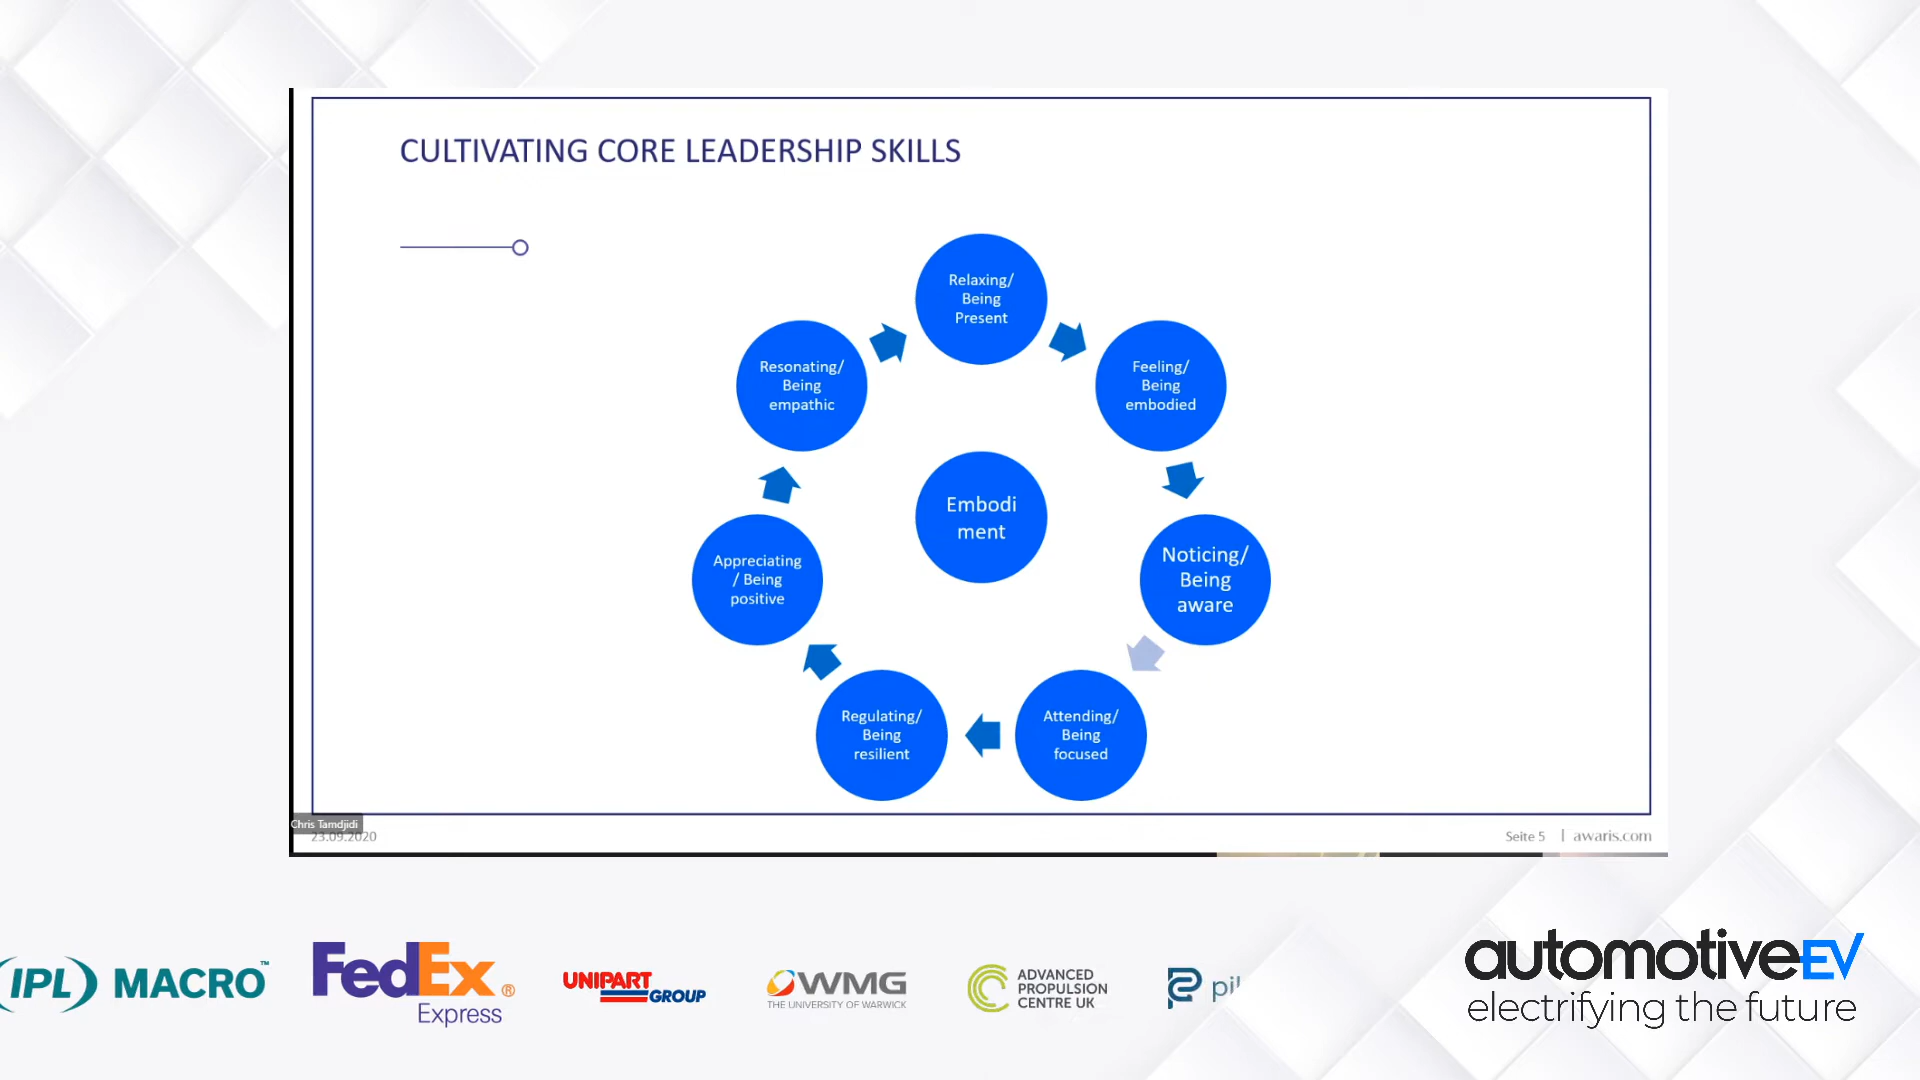 CULTIVATING CORE LEADERSHIP SKILLS
Relaxing/
Being
Present
Feeling/
Being
embodied
Noticing/
Being
aware
Attending/
Being
focused
Regulating/
Being
resilient
Appreciating
/ Being
positive
Resonating/
Being
empathic
Embodi
ment
Chris Tamdjidi
23.09.2020
Seite 5 | awaris.com
IPL) MACRO™
FedEx®
Express
UNIPART
GROUP
WMG
THE UNIVERSITY OF WARWICK
ADVANCED
PROPULSION
CENTRE UK
automotiveEV
electrifying the future